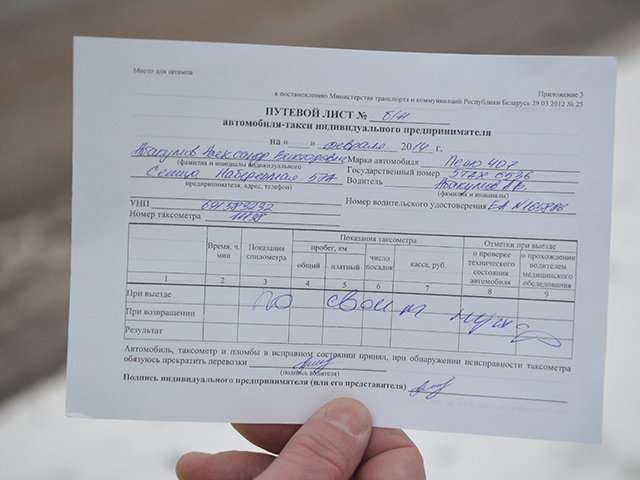 Место для штампа
Приложение 3
к постановлению Министерства транспорта и коммуникаций Республики Беларусь 29.03.2012 № 25
ПУТЕВОЙ ЛИСТ № б/н
автомобиля-такси индивидуального предпринимателя
на « » февраля 2014 г.
Абакумов Александр Викторович Марка автомобиля Пежо 407
(фамилия и инициалы индивидуального
Государственный номер 5TAX 6536
Селица Набережная 57А Водитель Абакумов А.В.
предпринимателя, адрес, телефон) (фамилия и инициалы)
УНП 691583232 Номер водительского удостоверения
Номер таксометра
Время, ч, мин Показания спидометра Показания таксометра Отметки при выезде
пробег, км число посадок касса, руб. о проверке технического состояния автомобиля о прохождении водителем медицинского обследования
общий платный
1 2 3 4 5 6 7 8 9
При выезде по своим нуждам
При возвращении
Результат
Автомобиль, таксометр и пломбы в исправном состоянии принял, при обнаружении неисправности таксометра
обязуюсь прекратить перевозки
(подпись водителя)
Подпись индивидуального предпринимателя (или его представителя)